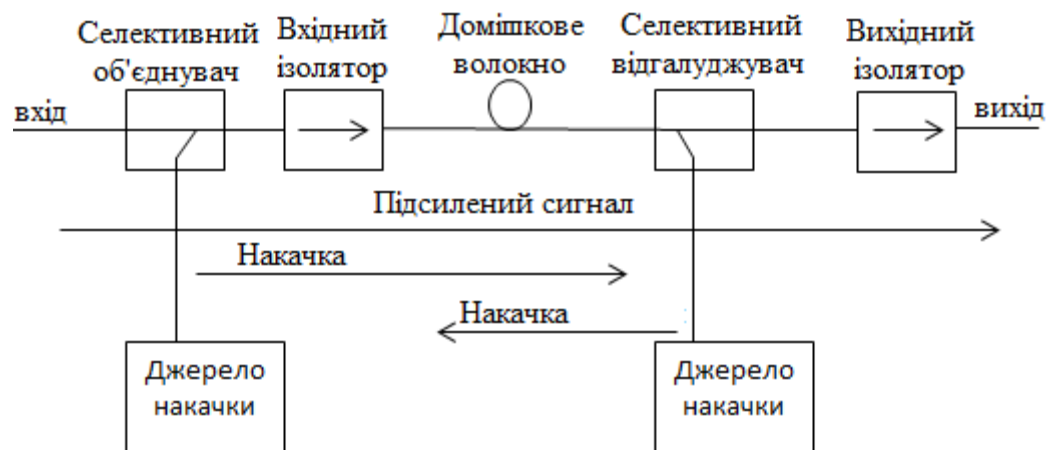 Селективний
об'єднувач
Вхідний
ізолятор
Домішкове
волокно
Селективний
відгалуджувач
Вихідний
ізолятор
вхід
вихід
Підсилений сигнал
Накачка
Накачка
Джерело
накачки
Джерело
накачки